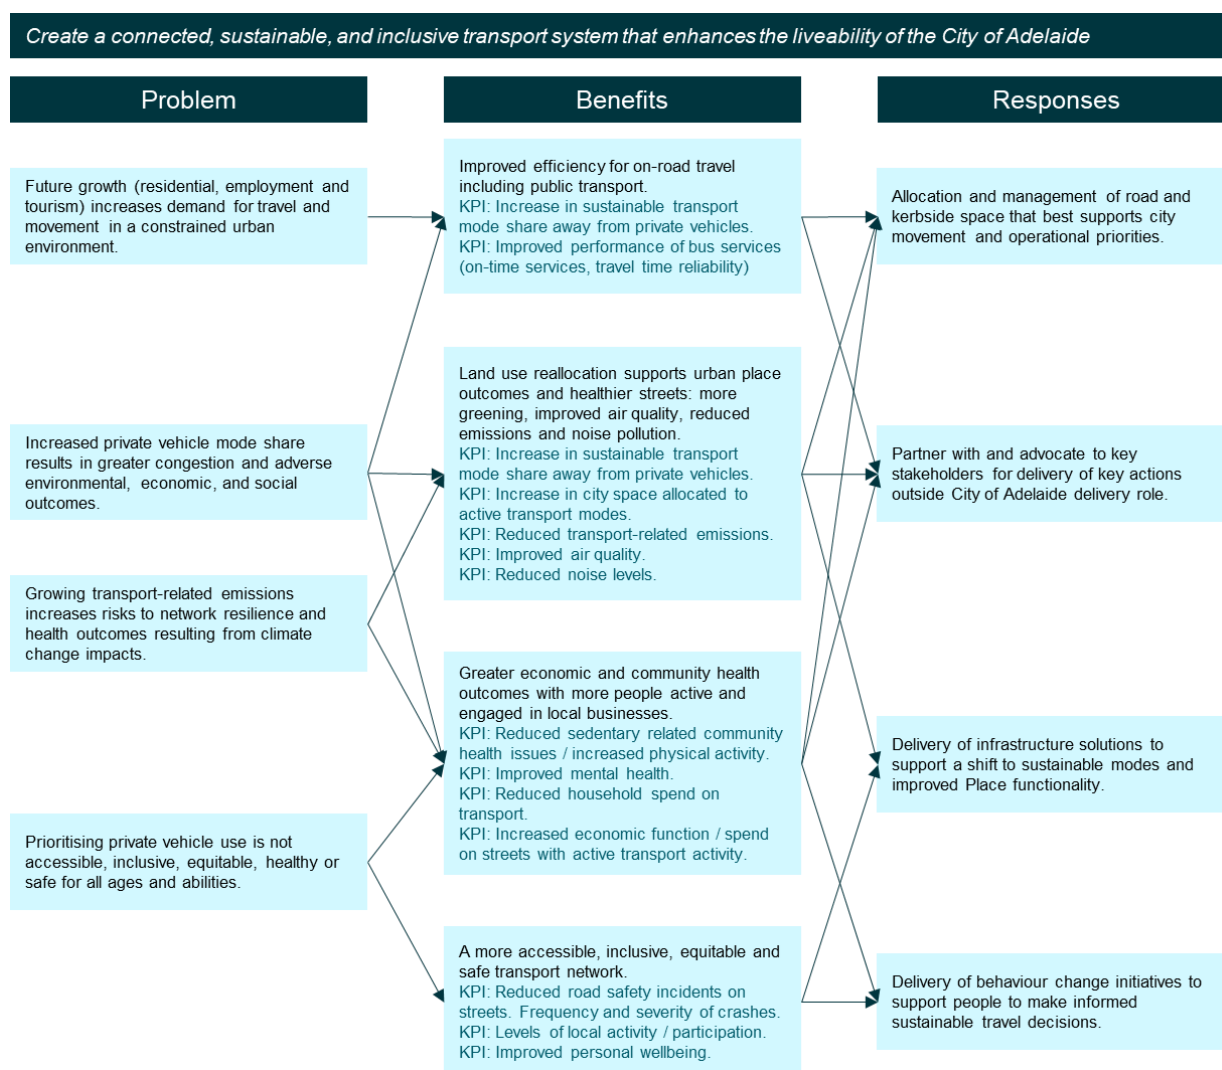 Create a connected, sustainable, and inclusive transport system that enhances the liveability of the City of Adelaide
Problem
Future growth (residential, employment and
tourism) increases demand for travel and
movement in a constrained urban
environment.
Increased private vehicle mode share
results in greater congestion and adverse
environmental, economic, and social
outcomes.
Growing transport-related emissions
increases risks to network resilience and
health outcomes resulting from climate
change impacts.
Prioritising private vehicle use is not
accessible, inclusive, equitable, healthy or
safe for all ages and abilities.
Benefits
Improved efficiency for on-road travel
including public transport.
KPI: Increase in sustainable transport
mode share away from private vehicles.
KPI: Improved performance of bus services
(on-time services, travel time reliability)
Land use reallocation supports urban place
outcomes and healthier streets: more
greening, improved air quality, reduced
emissions and noise pollution.
KPI: Increase in sustainable transport
mode share away from private vehicles.
KPI: Increase in city space allocated to
active transport modes.
KPI: Reduced transport-related emissions.
KPI: Improved air quality.
KPI: Reduced noise levels.
Greater economic and community health
outcomes with more people active and
engaged in local businesses.
KPI: Reduced sedentary related community
health issues / increased physical activity.
KPI: Improved mental health.
KPI: Reduced household spend on
transport.
KPI: Increased economic function / spend
on streets with active transport activity.
A more accessible, inclusive, equitable and
safe transport network.
KPI: Reduced road safety incidents on
streets. Frequency and severity of crashes.
KPI: Levels of local activity / participation.
KPI: Improved personal wellbeing.
Responses
Allocation and management of road and
kerbside space that best supports city
movement and operational priorities.
Partner with and advocate to key
stakeholders for delivery of key actions
outside City of Adelaide delivery role.
Delivery of infrastructure solutions to
support a shift to sustainable modes and
improved Place functionality.
Delivery of behaviour change initiatives to
support people to make informed
sustainable travel decisions.